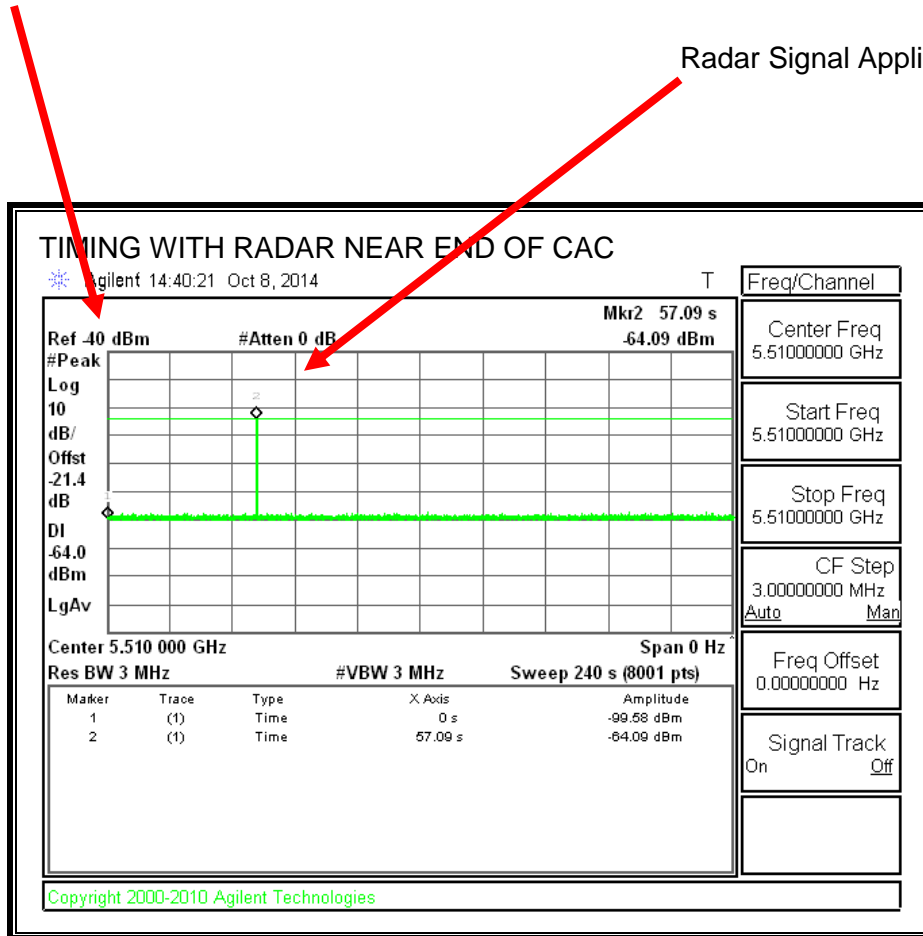 Radar Signal Appli
TIMING WITH RADAR NEAR END OF CAC
Agilent 14:40:21 Oct 8, 2014
T
Freq/Channel
Mkr2 57.09 s
Ref -40 dBm #Atten 0 dB -64.09 dBm
#Peak
Log
10
dB/
Offst
-21.4
dB
DI
-64.0
dBm
LgAv
2
1
Center 5.510 000 GHz Span 0 Hz
Res BW 3 MHz #VBW 3 MHz Sweep 240 s (8001 pts)
Marker Trace Type X Axis Amplitude
1 (1) Time 0 s -99.58 dBm
2 (1) Time 57.09 s -64.09 dBm
Center Freq
5.51000000 GHz
Start Freq
5.51000000 GHz
Stop Freq
5.51000000 GHz
CF Step
3.00000000 MHz
Auto Man
Freq Offset
0.00000000 Hz
Signal Track
On Off
Copyright 2000-2010 Agilent Technologies